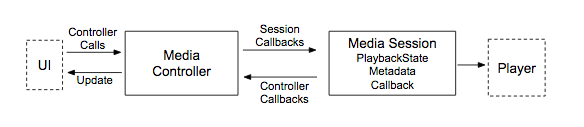 UI
Controller
Calls
Update
Media
Controller
Session
Callbacks
Controller
Callbacks
Media Session
PlaybackState
Metadata
Callback
Player